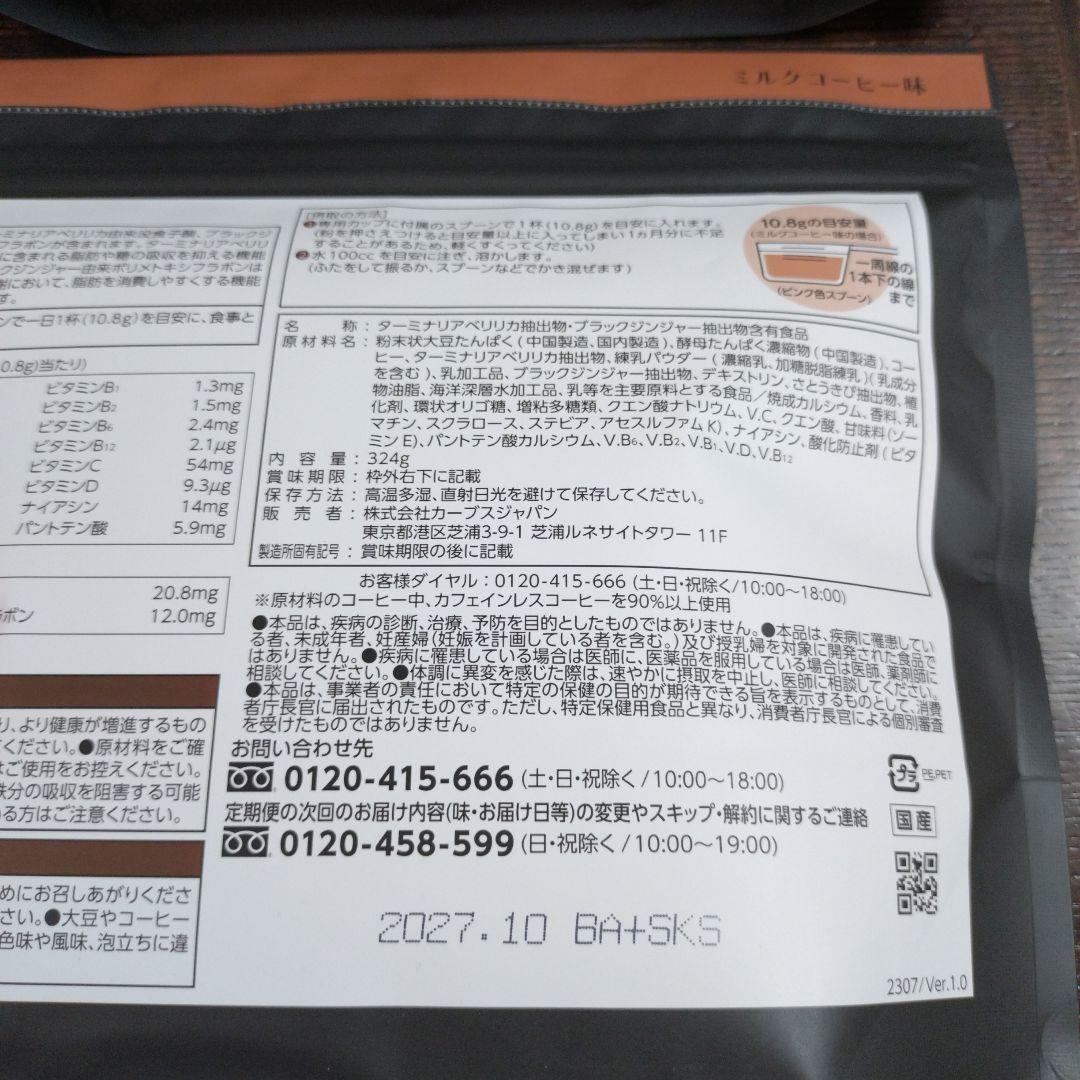 ミルクコーヒー味
ミナリアベリリカ由来没食子酸、ブラックジ
フラボンが含まれます。ターミナリアベリリ
に含まれる脂肪や糖の吸収を抑える機能
クジンジャー由来ポリメトキシフラボンは
において、脂肪を消費しやすくする機能
す。
ンで一日1杯(10.8g)を目安に、食事と
0.8g)当たり)
ビタミンB1 1.3mg
ビタミンB2 1.5mg
ビタミンB6 2.4mg
ビタミンB12 2.1μg
ビタミンC 54mg
ビタミンD 9.3μg
ナイアシン 14mg
パントテン酸 5.9mg
20.8mg
ラボン 12.0mg
り、より健康が増進するもの
ください。●原材料をご確
はご使用をお控えください。
鉄分の吸収を阻害する可能
る方はご注意ください。
めにお召しあがりくださ
さい。●大豆やコーヒー
色味や風味、泡立ちに違
[摂取の方法]
❶専用カップに付属のスプーンで1杯(10.8g)を目安に入れます。
(粉を押さえつけると目安量以上に入ってしまい1ヵ月分に不足
することがあるため、軽くすくってください)
❷水100ccを目安に注ぎ、溶かします。
(ふたをして振るか、スプーンなどでかき混ぜます)
10.8gの目安量
(ミルクコーヒー味の場合)
一周線の
1本下の線
まで
(ピンク色スプーン)
名称：ターミナリアベリリカ抽出物・ブラックジンジャー抽出物含有食品
原材料名：粉末状大豆たんぱく(中国製造、国内製造)、酵母たんぱく濃縮物(中国製造)、コー
ヒー、ターミナリアベリリカ抽出物、練乳パウダー(濃縮乳、加糖脱脂練乳)(乳成分
を含む)、乳加工品、ブラックジンジャー抽出物、デキストリン、さとうきび抽出物、植
物油脂、海洋深層水加工品、乳等を主要原料とする食品／焼成カルシウム、香料、乳
化剤、環状オリゴ糖、増粘多糖類、クエン酸ナトリウム、V.C、クエン酸、甘味料(ソー
マチン、スクラロース、ステビア、アセスルファムK)、ナイアシン、酸化防止剤(ビタ
ミンE)、パントテン酸カルシウム、V.B6、V.B2、V.B1、V.D、V.B12
内容量：324g
賞味期限：枠外右下に記載
保存方法：高温多湿、直射日光を避けて保存してください。
販売者：株式会社カーブスジャパン
東京都港区芝浦3-9-1 芝浦ルネサイトタワー 11F
製造所固有記号：賞味期限の後に記載
お客様ダイヤル：0120-415-666 (土・日・祝除く/10:00～18:00)
※原材料のコーヒー中、カフェインレスコーヒーを90%以上使用
●本品は、疾病の診断、治療、予防を目的としたものではありません。●本品は、疾病に罹患してい
る者、未成年者、妊産婦(妊娠を計画している者を含む。)及び授乳婦を対象に開発された食品で
はありません。●疾病に罹患している場合は医師に、医薬品を服用している場合は医師、薬剤師に
相談してください。●体調に異変を感じた際は、速やかに摂取を中止し、医師に相談してください。
●本品は、事業者の責任において特定の保健の目的が期待できる旨を表示するものとして、消費
者庁長官に届出されたものです。ただし、特定保健用食品と異なり、消費者庁長官による個別審査
を受けたものではありません。
お問い合わせ先
0120-415-666 (土・日・祝除く/10:00～18:00)
定期便の次回のお届け内容(味・お届け日等)の変更やスキップ・解約に関するご連絡
0120-458-599 (日・祝除く/10:00～19:00)
プラ PE,PET
国産
2027.10 BA+SKS
2307/Ver.1.0